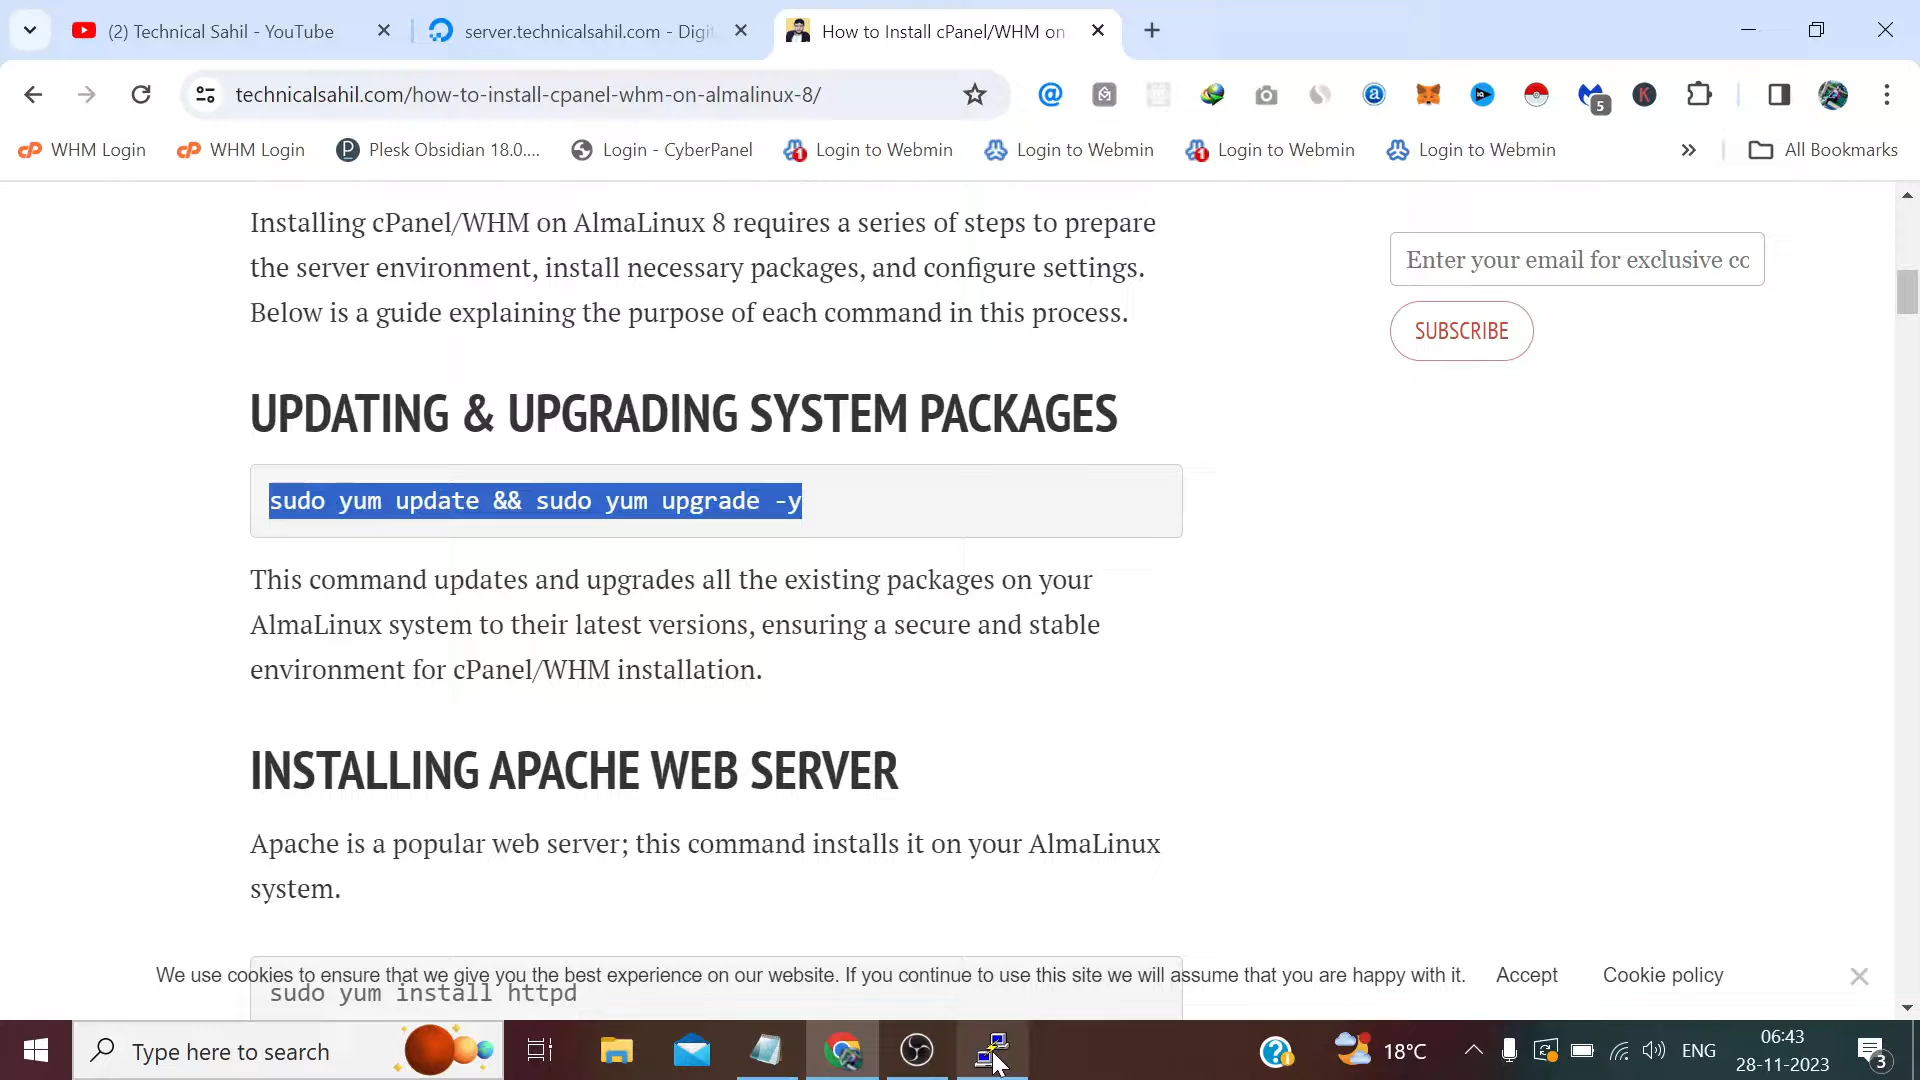 (2) Technical Sahil - YouTube
server.technicalsahil.com - Digit
How to Install cPanel/WHM on
technicalsahil.com/how-to-install-cpanel-whm-on-almalinux-8/
5
WHM Login
WHM Login
Plesk Obsidian 18.0....
Login - CyberPanel
Login to Webmin
Login to Webmin
Login to Webmin
Login to Webmin
All Bookmarks
Installing cPanel/WHM on AlmaLinux 8 requires a series of steps to prepare
the server environment, install necessary packages, and configure settings.
Below is a guide explaining the purpose of each command in this process.
Enter your email for exclusive co
SUBSCRIBE
UPDATING & UPGRADING SYSTEM PACKAGES
sudo yum update && sudo yum upgrade -y
This command updates and upgrades all the existing packages on your
AlmaLinux system to their latest versions, ensuring a secure and stable
environment for cPanel/WHM installation.
INSTALLING APACHE WEB SERVER
Apache is a popular web server; this command installs it on your AlmaLinux
system.
We use cookies to ensure that we give you the best experience on our website. If you continue to use this site we will assume that you are happy with it.
Accept
Cookie policy
sudo yum install httpd
Type here to search
18°C
ENG
06:43
28-11-2023
3